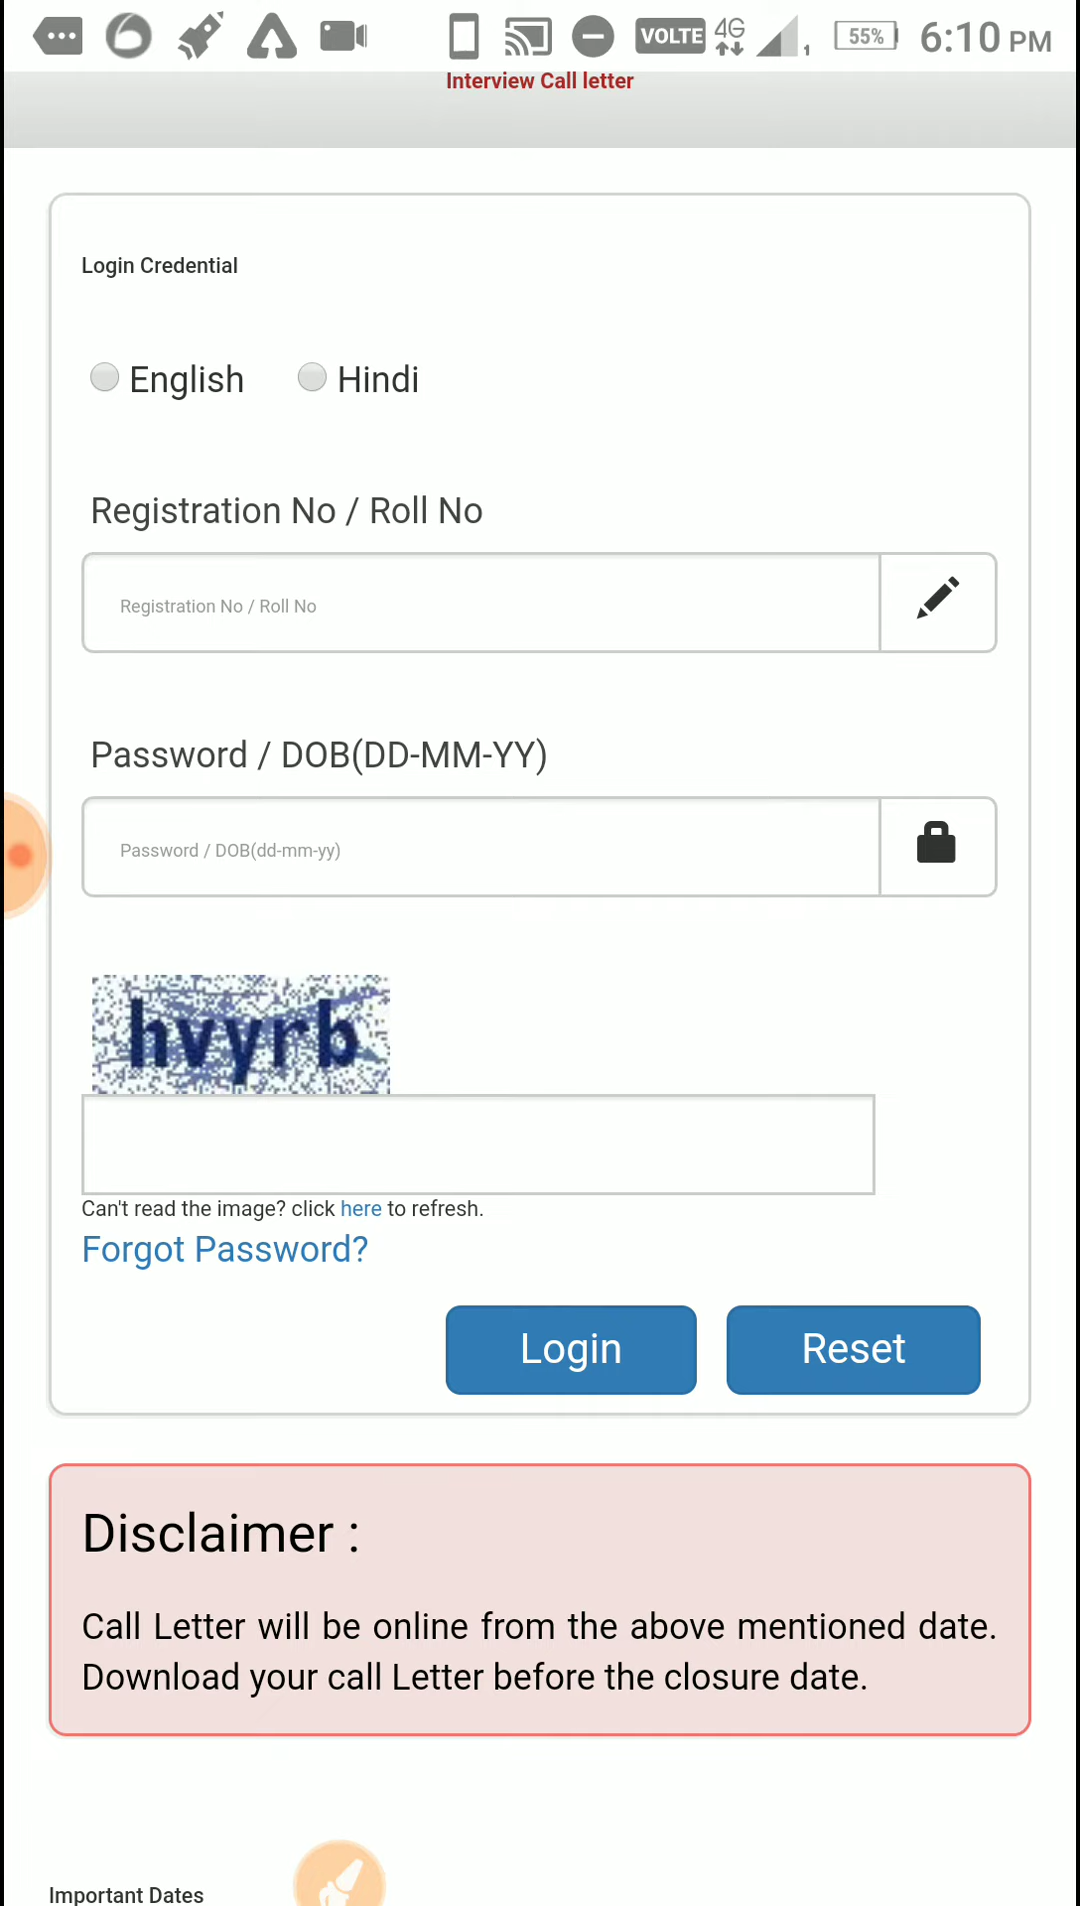 VOLTE 4G 1 55% 6:10 PM
Interview Call letter
Login Credential
English Hindi
Registration No / Roll No
Registration No / Roll No
Password / DOB(DD-MM-YY)
Password / DOB(dd-mm-yy)
hvyrb
Can't read the image? click here to refresh.
Forgot Password?
Login Reset
Disclaimer :
Call Letter will be online from the above mentioned date.
Download your call Letter before the closure date.
Important Dates